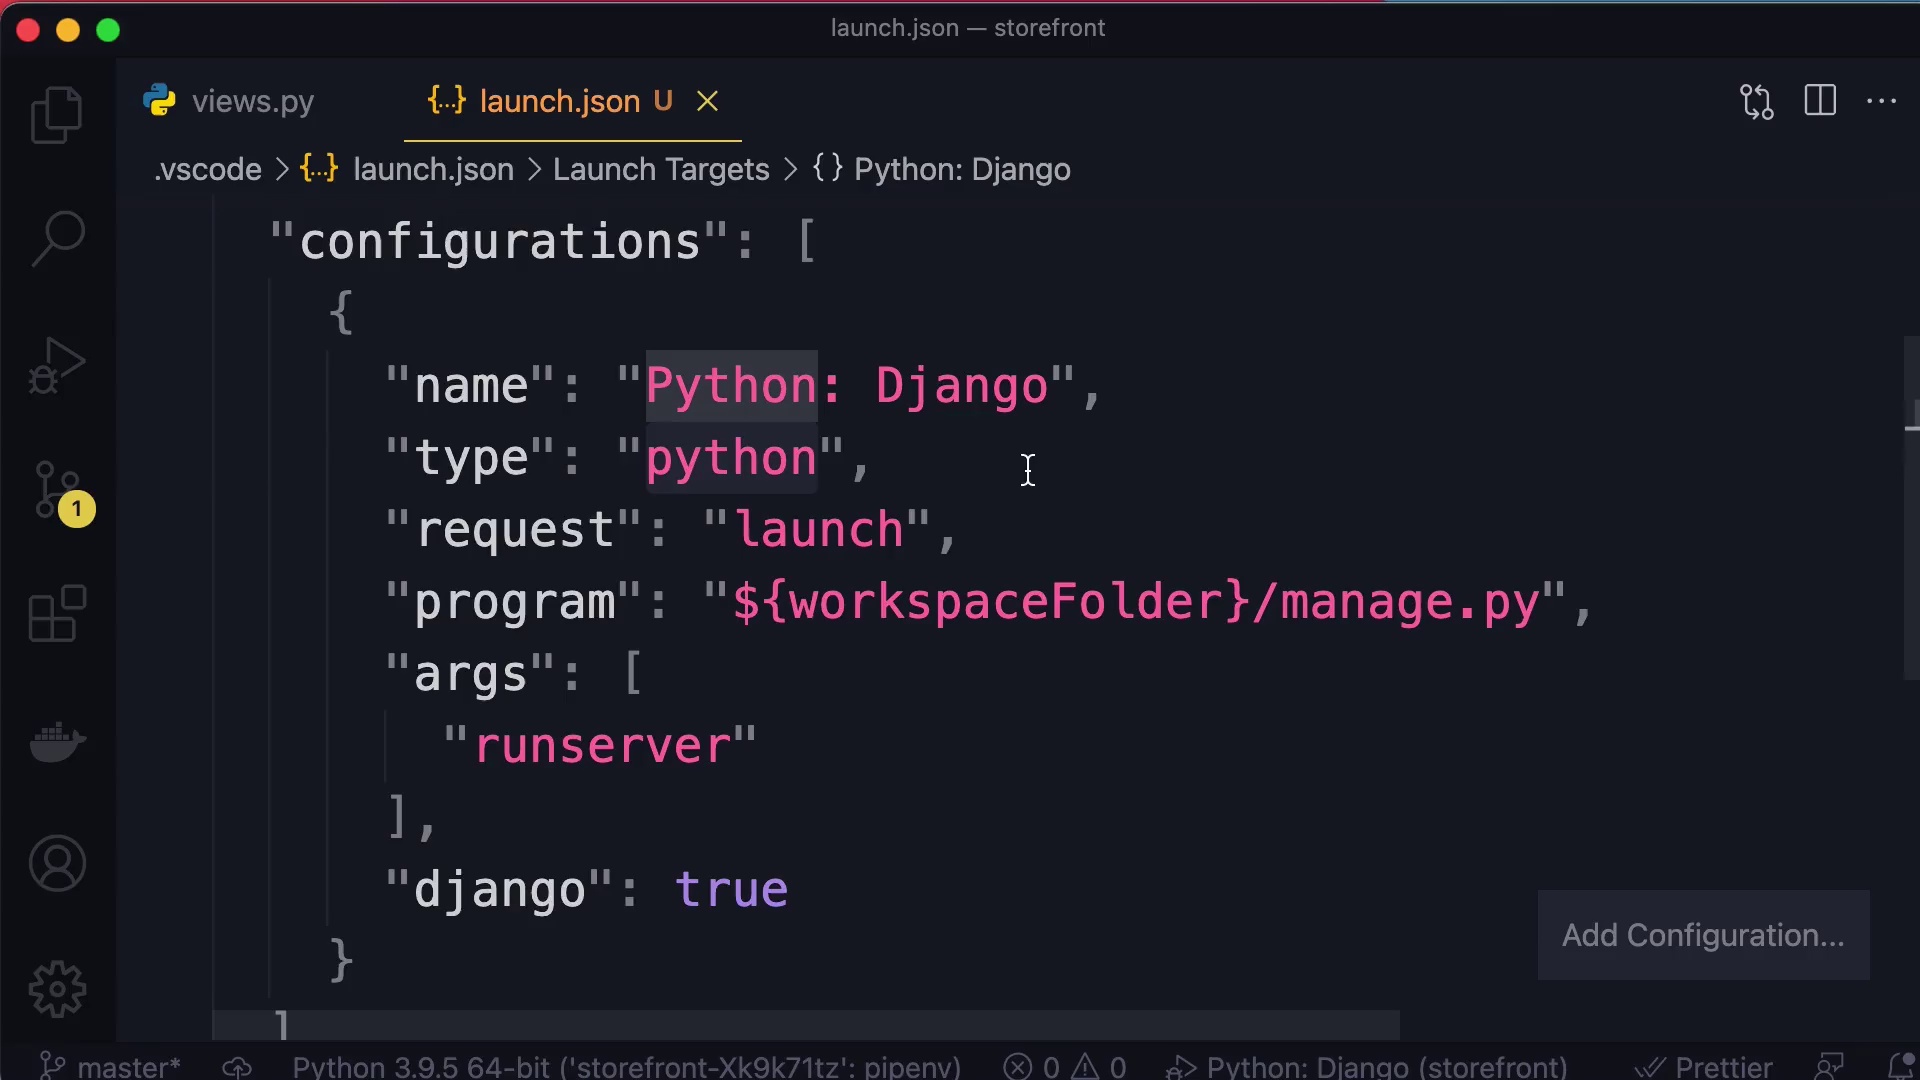 launch.json — storefront
views.py
{...} launch.json U
.vscode > {...} launch.json > Launch Targets > {} Python: Django
"configurations": [
{
"name": "Python: Django",
"type": "python",
"request": "launch",
"program": "${workspaceFolder}/manage.py",
"args": [
"runserver"
],
"django": true
}
]
1
Add Configuration...
master* Python 3.9.5 64-bit ('storefront-Xk9k71tz': pipenv) 0 0 Python: Django (storefront) Prettier